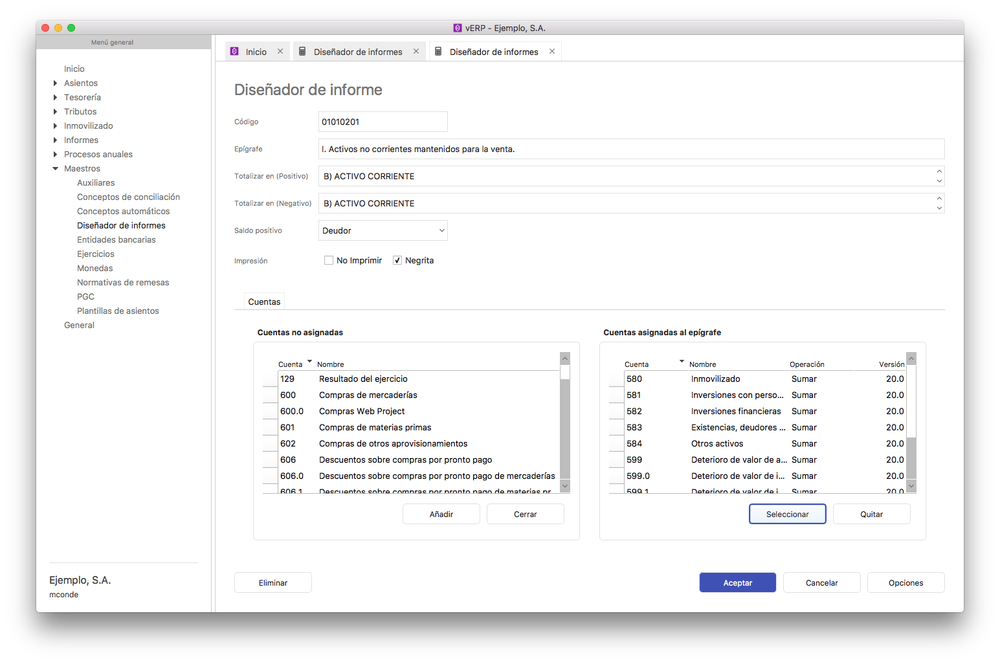 vERP - Ejemplo, S.A.
Menú general
Inicio
Asientos
Tesorería
Tributos
Inmovilizado
Informes
Procesos anuales
Maestros
Auxiliares
Conceptos de conciliación
Conceptos automáticos
Diseñador de informes
Entidades bancarias
Ejercicios
Monedas
Normativas de remesas
PGC
Plantillas de asientos
General
Ejemplo, S.A.
mconde
Inicio Diseñador de informes Diseñador de informes
Diseñador de informe
Código 01010201
Epígrafe I. Activos no corrientes mantenidos para la venta.
Totalizar en (Positivo) B) ACTIVO CORRIENTE
Totalizar en (Negativo) B) ACTIVO CORRIENTE
Saldo positivo Deudor
Impresión No Imprimir Negrita
Cuentas
Cuentas no asignadas
Cuenta Nombre
129 Resultado del ejercicio
600 Compras de mercaderías
600.0 Compras Web Project
601 Compras de materias primas
602 Compras de otros aprovisionamientos
606 Descuentos sobre compras por pronto pago
606.0 Descuentos sobre compras por pronto pago de mercaderías
606.1 Descuentos sobre compras por pronto pago de materias pr
Añadir Cerrar
Cuentas asignadas al epígrafe
Cuenta Nombre Operación Versión
580 Inmovilizado Sumar 20.0
581 Inversiones con perso... Sumar 20.0
582 Inversiones financieras Sumar 20.0
583 Existencias, deudores ... Sumar 20.0
584 Otros activos Sumar 20.0
599 Deterioro de valor de a... Sumar 20.0
599.0 Deterioro de valor de i... Sumar 20.0
599.1 Deterioro de valor de i Sumar 20.0
Seleccionar Quitar
Eliminar Aceptar Cancelar Opciones